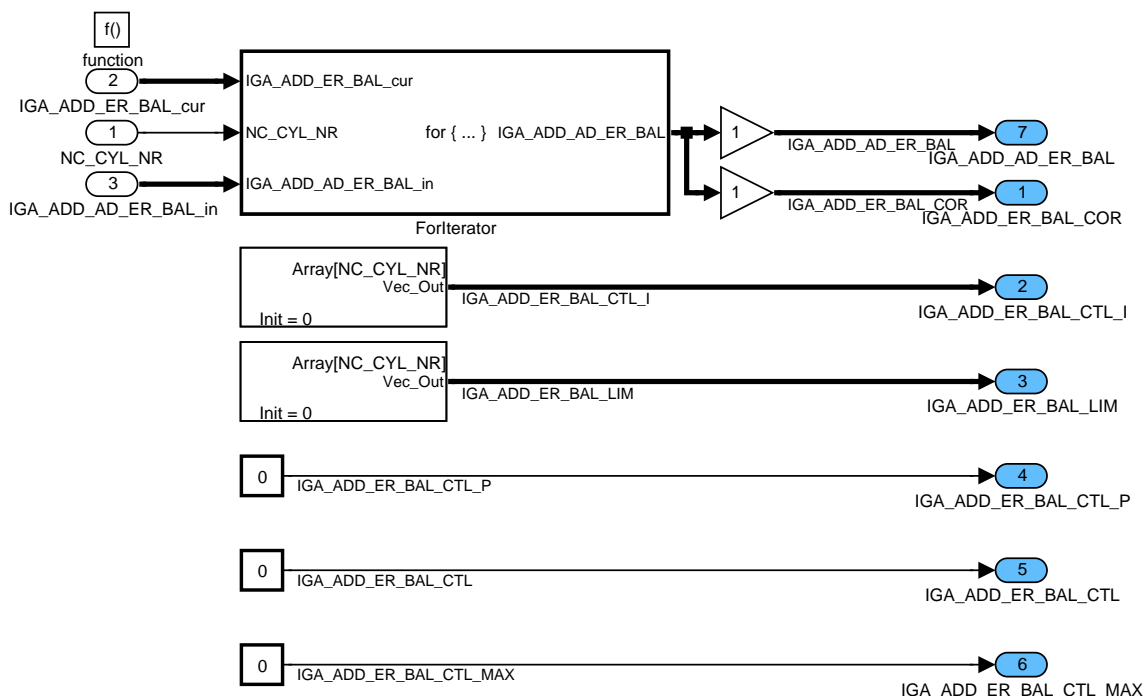 f()
function
2
IGA_ADD_ER_BAL_cur
1
NC_CYL_NR
3
IGA_ADD_AD_ER_BAL_in
IGA_ADD_ER_BAL_cur
NC_CYL_NR
for { ... }
IGA_ADD_AD_ER_BAL
IGA_ADD_AD_ER_BAL_in
ForIterator
1
IGA_ADD_AD_ER_BAL
7
IGA_ADD_AD_ER_BAL
1
IGA_ADD_ER_BAL_COR
1
IGA_ADD_ER_BAL_COR
Array[NC_CYL_NR]
Vec_Out
Init = 0
IGA_ADD_ER_BAL_CTL_I
2
IGA_ADD_ER_BAL_CTL_I
Array[NC_CYL_NR]
Vec_Out
Init = 0
IGA_ADD_ER_BAL_LIM
3
IGA_ADD_ER_BAL_LIM
0
IGA_ADD_ER_BAL_CTL_P
4
IGA_ADD_ER_BAL_CTL_P
0
IGA_ADD_ER_BAL_CTL
5
IGA_ADD_ER_BAL_CTL
0
IGA_ADD_ER_BAL_CTL_MAX
6
IGA_ADD_ER_BAL_CTL_MAX